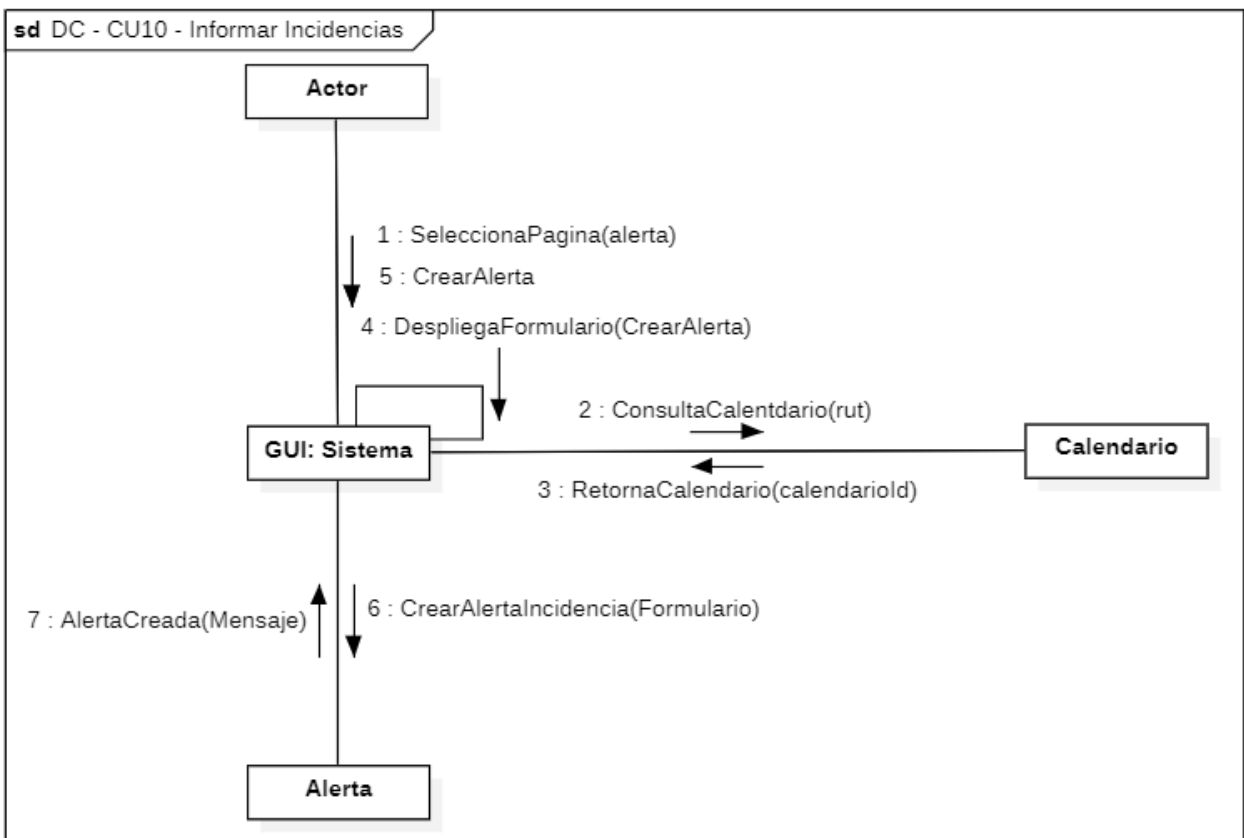 sd DC - CU10 - Informar Incidencias
Actor
1 : SeleccionaPagina(alerta)
5 : CrearAlerta
4 : DespliegaFormulario(CrearAlerta)
2 : ConsultaCalentdario(rut)
GUI: Sistema
Calendario
3 : RetornaCalendario(calendarioId)
6 : CrearAlertaIncidencia(Formulario)
7 : AlertaCreada(Mensaje)
Alerta